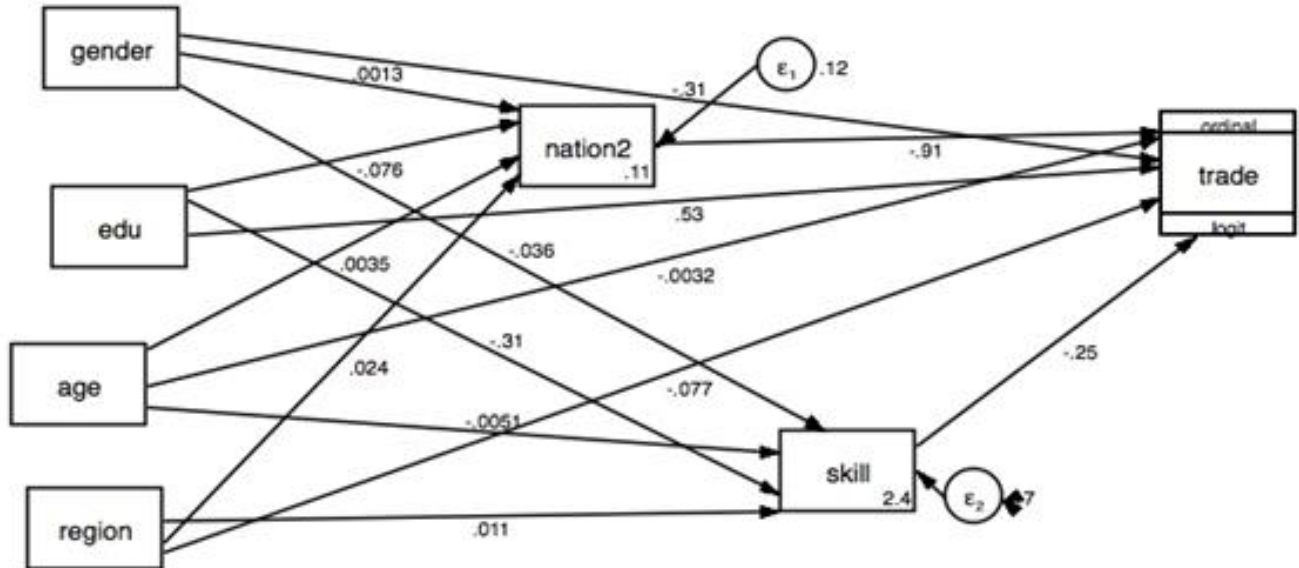 gender
.0013
-.31
ε1
.12
ordinal
trade
logit
nation2
.11
-.91
-.076
edu
.53
.0035
-.036
-.0032
-.31
-.25
age
.024
-.077
-.0051
skill
2.4
ε2
region
.011